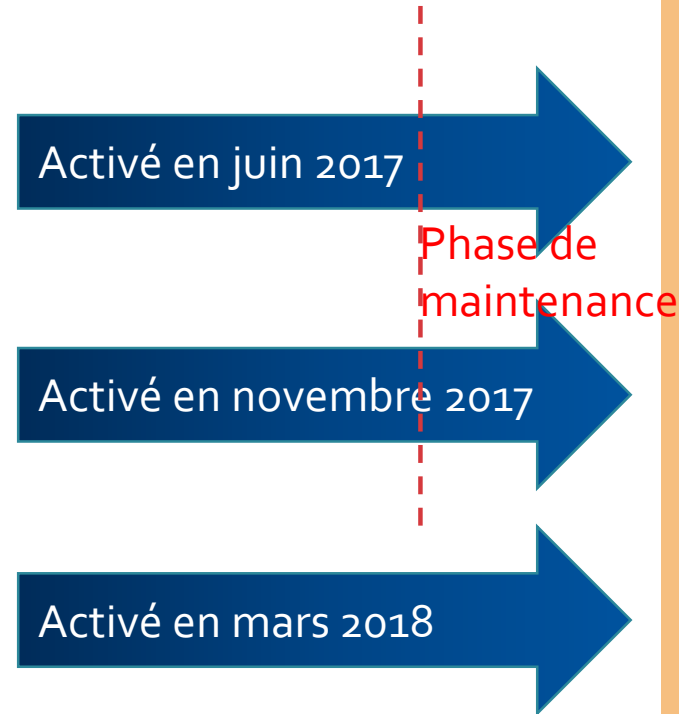 Activé en juin 2017
Phase de
maintenance
Activé en novembre 2017
Activé en mars 2018